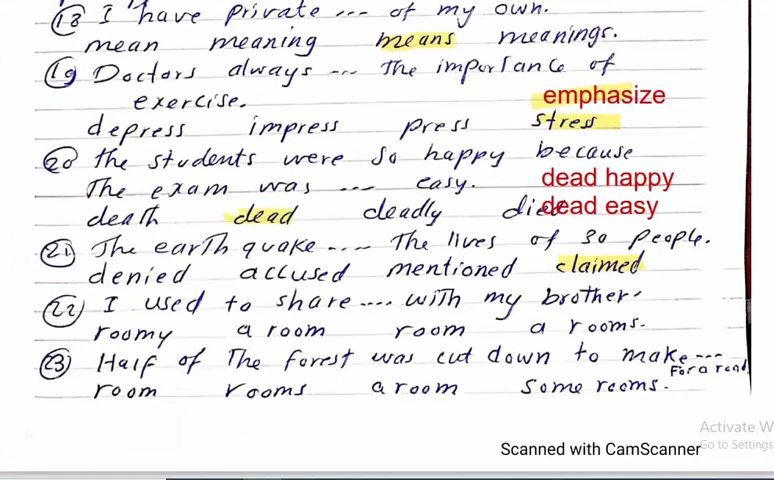 (18) I have private ... of my own.
mean meaning means meanings.
(19) Doctors always ... The importance of
exercise. emphasize
depress impress press stress
(20) The students were so happy because
The exam was ... easy. dead happy
death dead deadly died dead easy
(21) The earth quake .... The lives of 30 people.
denied accused mentioned claimed
(22) I used to share .... with my brother.
roomy a room room a rooms.
(23) Half of The forest was cut down to make ---
For a road
room rooms a room some rooms.
Activate W
Scanned with CamScanner Go to Settings